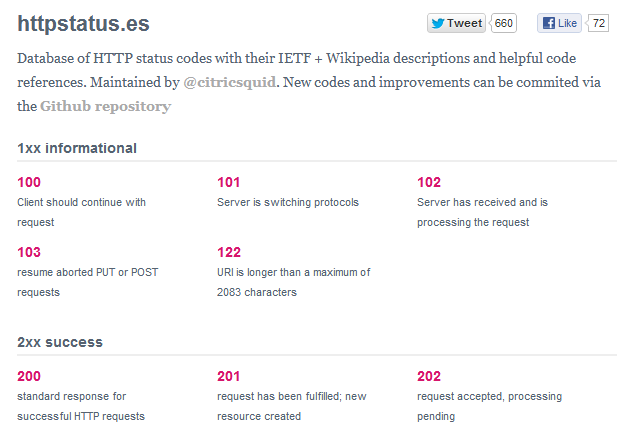 httpstatus.es
Tweet 660
Like 72
Database of HTTP status codes with their IETF + Wikipedia descriptions and helpful code
references. Maintained by @citricsquid. New codes and improvements can be commited via
the Github repository
1xx informational
100
Client should continue with
request
101
Server is switching protocols
102
Server has received and is
processing the request
103
resume aborted PUT or POST
requests
122
URI is longer than a maximum of
2083 characters
2xx success
200
standard response for
successful HTTP requests
201
request has been fulfilled; new
resource created
202
request accepted, processing
pending